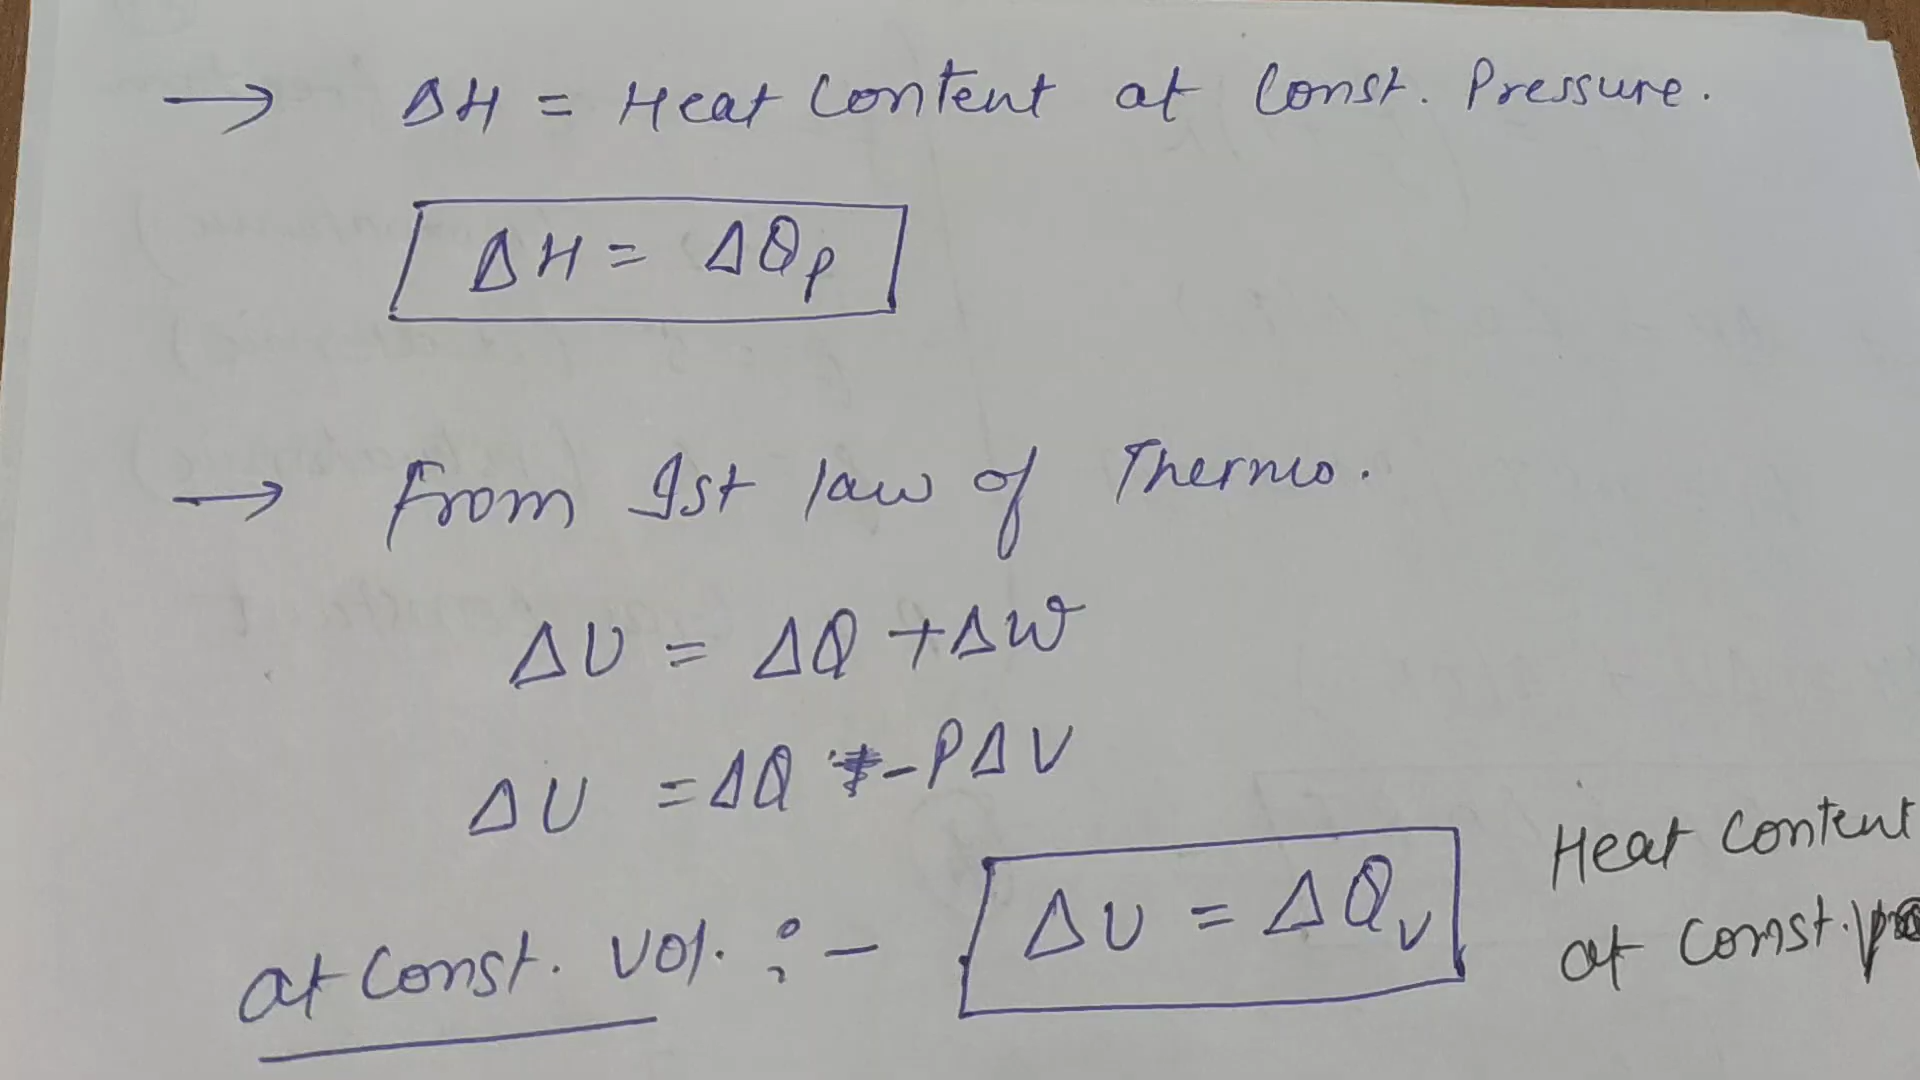 → ΔH = Heat Content at Const. Pressure.
ΔH = ΔQp
→ From Ist law of Thermo.
ΔU = ΔQ + ΔW
ΔU = ΔQ - PΔV
at Const. Vol. :- ΔU = ΔQv
Heat Content
at Const.